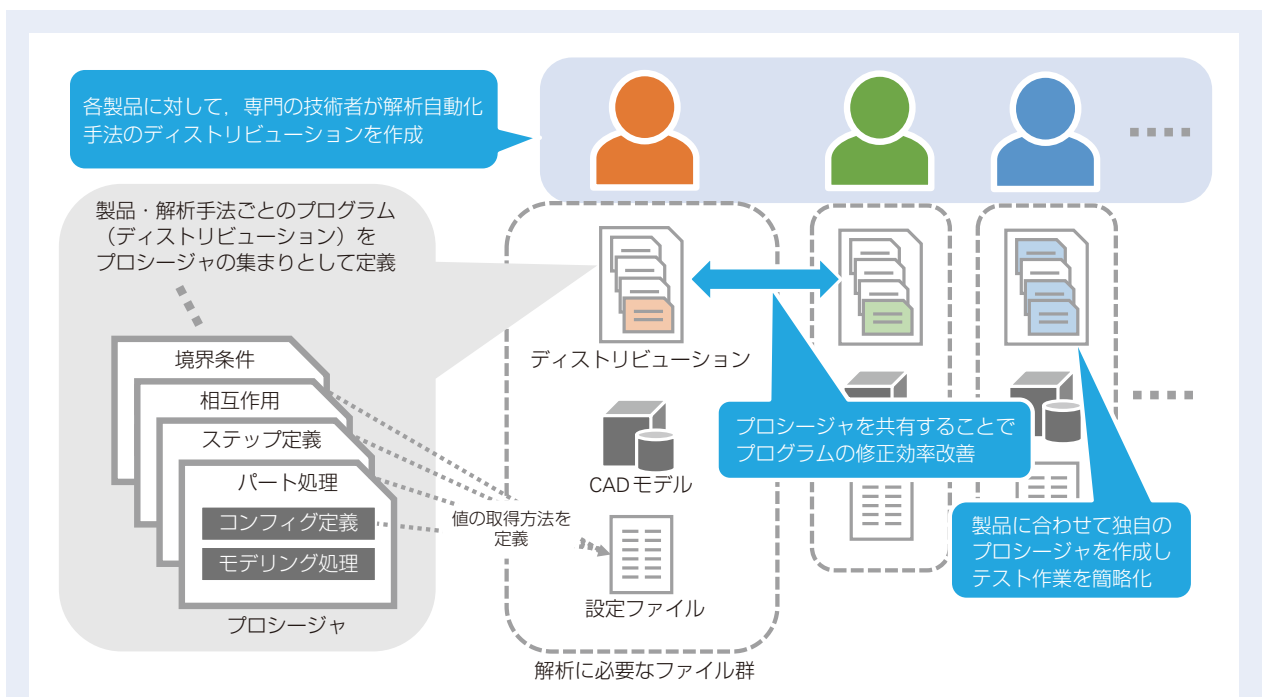 各製品に対して，専門の技術者が解析自動化
手法のディストリビューションを作成
製品・解析手法ごとのプログラム
（ディストリビューション）を
プロシージャの集まりとして定義
境界条件
相互作用
ステップ定義
パート処理
コンフィグ定義
モデリング処理
プロシージャ
値の取得方法を
定義
ディストリビューション
CADモデル
設定ファイル
解析に必要なファイル群
プロシージャを共有することで
プログラムの修正効率改善
製品に合わせて独自の
プロシージャを作成し
テスト作業を簡略化